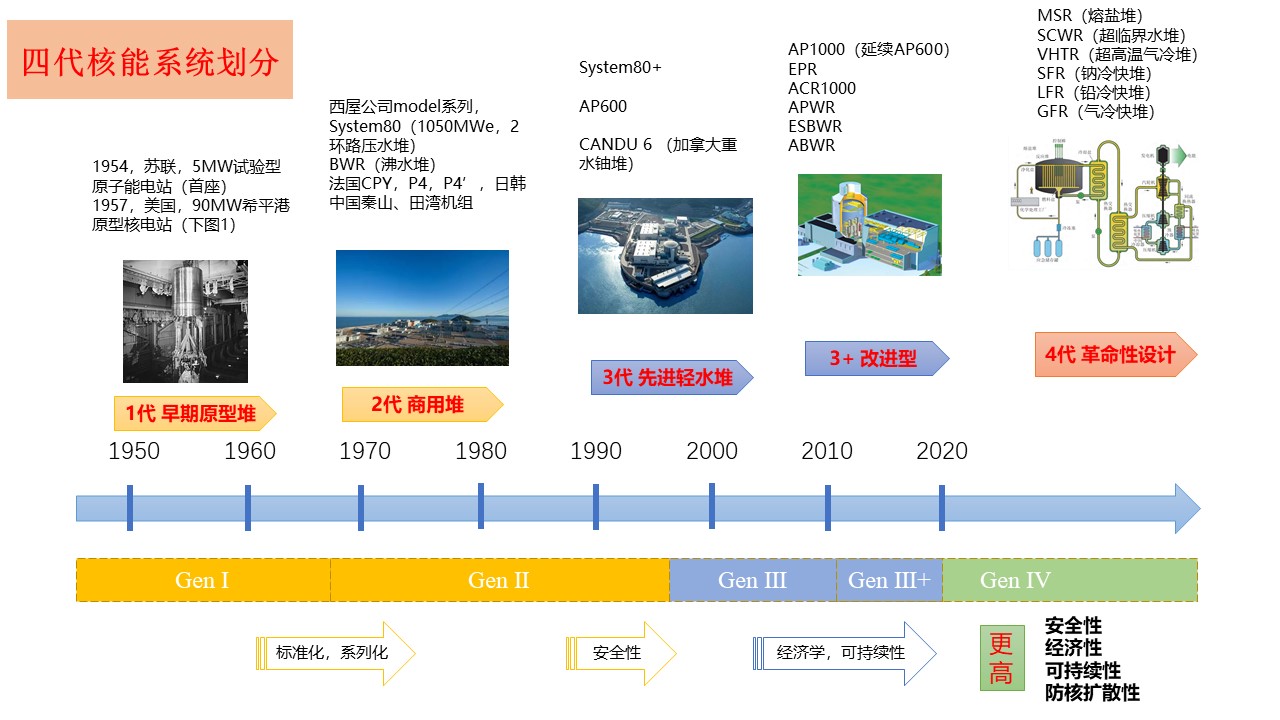 四代核能系统划分
1954，苏联，5MW试验型
原子能电站（首座）
1957，美国，90MW希平港
原型核电站（下图1）
西屋公司model系列，
System80（1050MWe，2
环路压水堆）
BWR（沸水堆）
法国CPY，P4，P4’，日韩
中国秦山、田湾机组
System80+
AP600
CANDU 6 （加拿大重
水铀堆）
AP1000（延续AP600）
EPR
ACR1000
APWR
ESBWR
ABWR
MSR（熔盐堆）
SCWR（超临界水堆）
VHTR（超高温气冷堆）
SFR（钠冷快堆）
LFR（铅冷快堆）
GFR（气冷快堆）
1代 早期原型堆
2代 商用堆
3代 先进轻水堆
3+ 改进型
4代 革命性设计
1950
1960
1970
1980
1990
2000
2010
2020
Gen I
Gen II
Gen III
Gen III+
Gen IV
标准化，系列化
安全性
经济学，可持续性
更
高
安全性
经济性
可持续性
防核扩散性